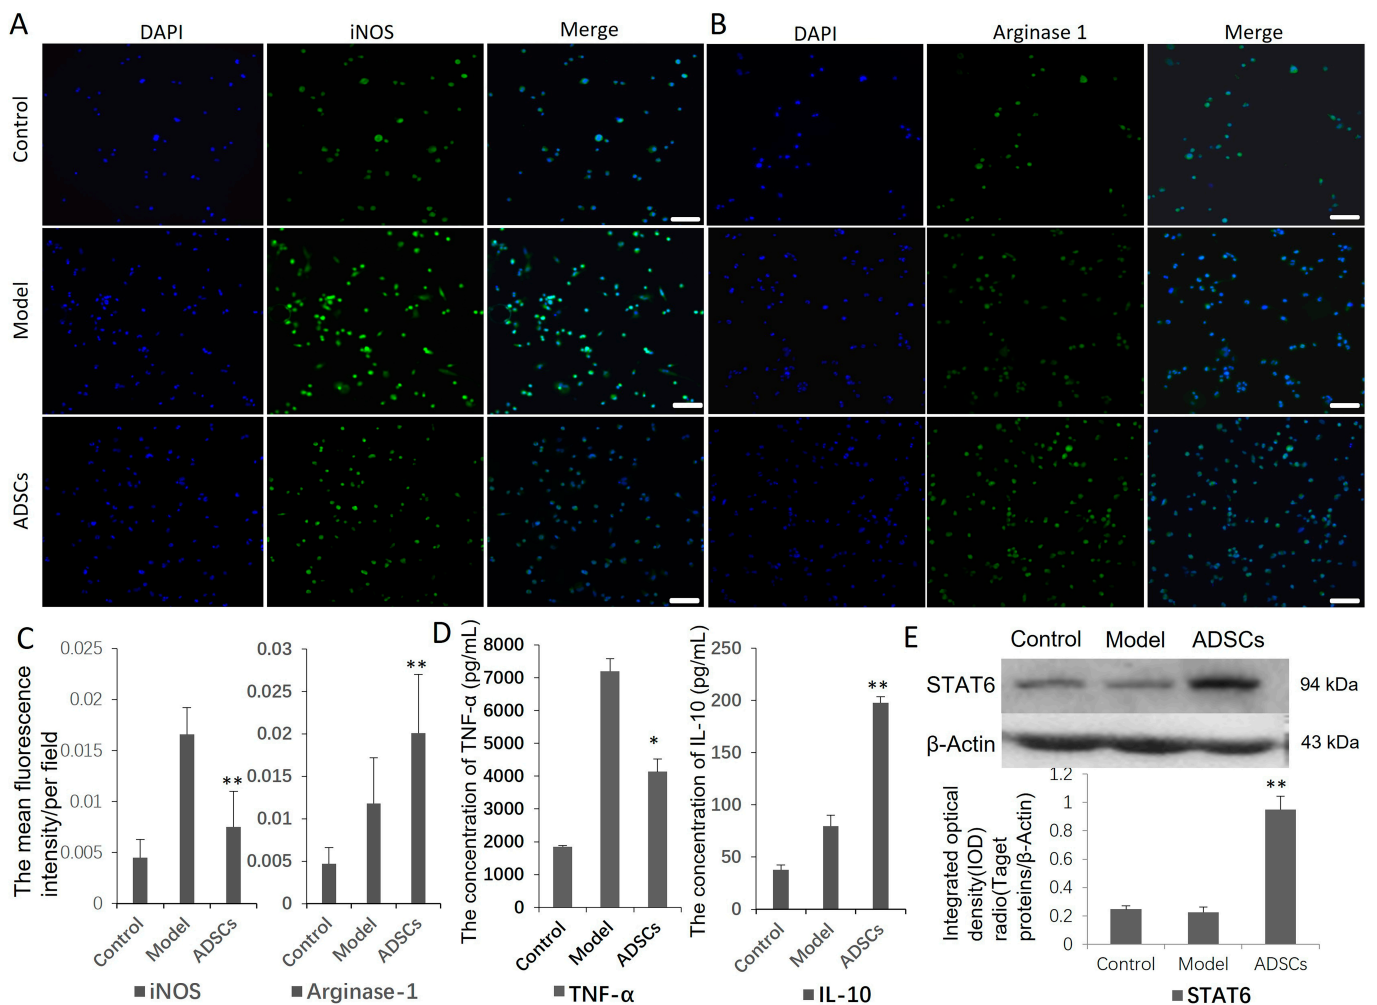 A
DAPI
iNOS
Merge
B
DAPI
Arginase 1
Merge
Control
Model
ADSCs
C
The mean fluorescence
intensity/per field
0.025
0.02
0.015
0.01
0.005
0
**
Control
Model
ADSCs
iNOS
0.03
0.025
0.02
0.015
0.01
0.005
0
**
Control
Model
ADSCs
Arginase-1
D
The concentration of TNF-α (pg/mL)
8000
7000
6000
5000
4000
3000
2000
1000
0
*
Control
Model
ADSCs
TNF-α
The concentration of IL-10 (pg/mL)
250
200
150
100
50
0
**
Control
Model
ADSCs
IL-10
E
Control
Model
ADSCs
STAT6
94 kDa
β-Actin
43 kDa
Integrated optical
density(IOD)
radio(Taget
proteins/β-Actin)
1.2
1
0.8
0.6
0.4
0.2
0
**
Control
Model
ADSCs
STAT6